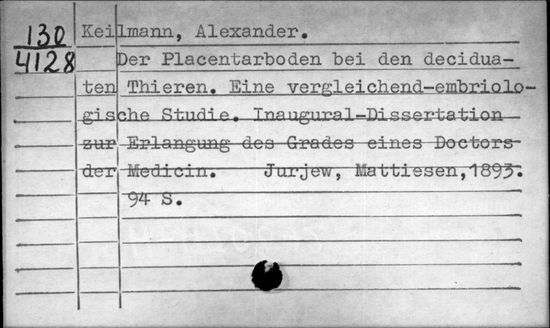 130 Keilmann, Alexander.
4128 Der Placentarboden bei den decidua-
ten Thieren. Eine vergleichend-embriolo-
gische Studie. Inaugural-Dissertation
zur Erlangung des Grades eines Doctors
der Medicin. Jurjew, Mattiesen, 1893.
94 S.